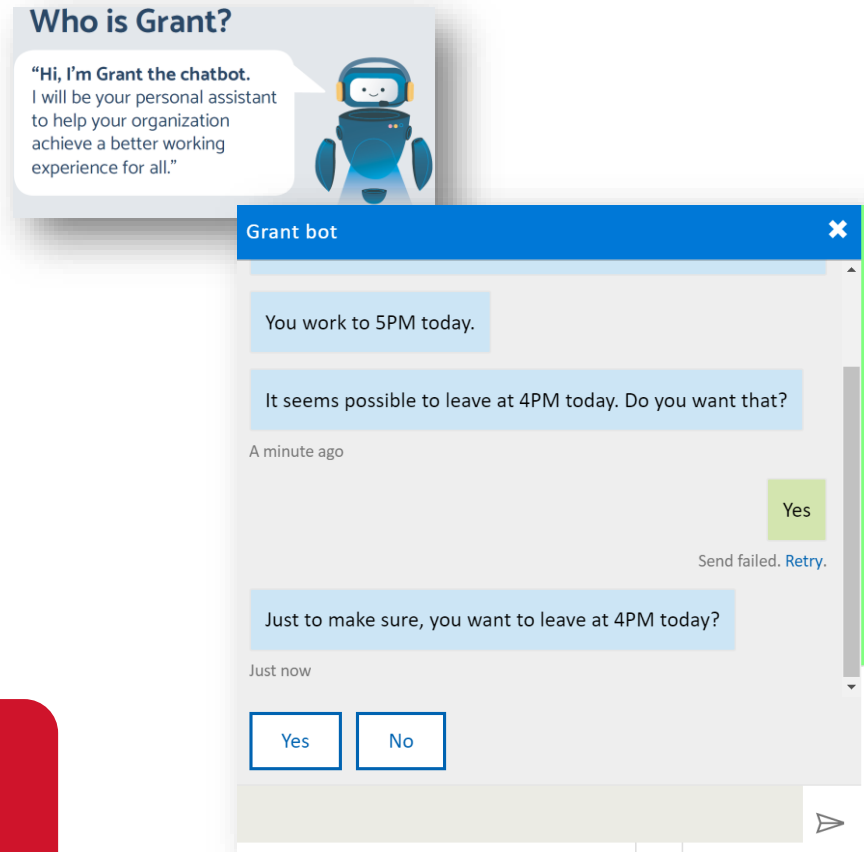 Who is Grant?
“Hi, I’m Grant the chatbot.
I will be your personal assistant
to help your organization
achieve a better working
experience for all.”
Grant bot
You work to 5PM today.
It seems possible to leave at 4PM today. Do you want that?
A minute ago
Yes
Send failed. Retry.
Just to make sure, you want to leave at 4PM today?
Just now
Yes
No